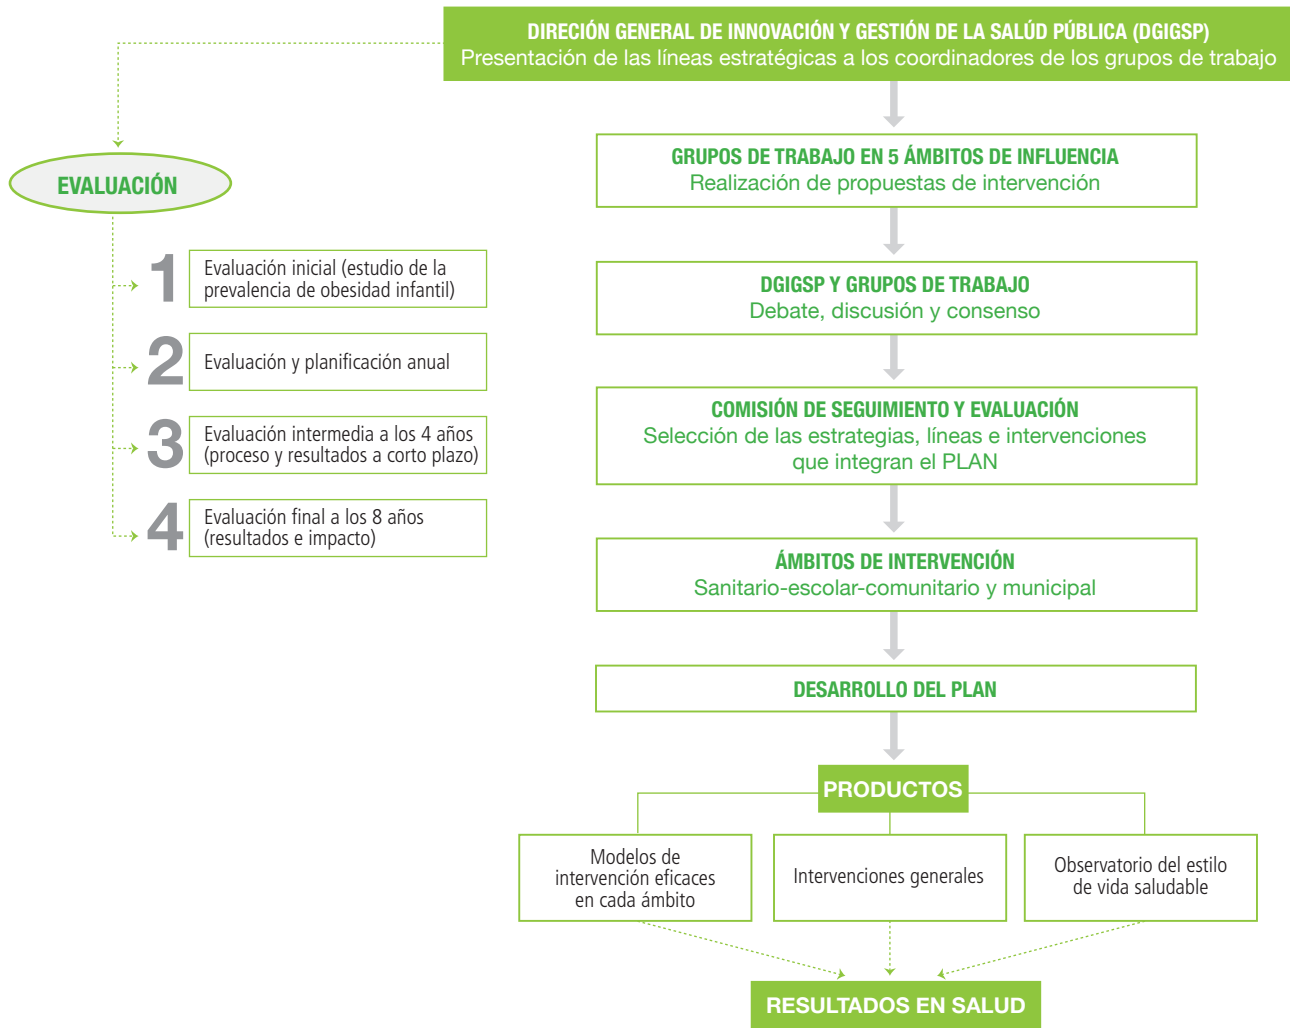 DIRECIÓN GENERAL DE INNOVACIÓN Y GESTIÓN DE LA SALÚD PÚBLICA (DGIGSP)
Presentación de las líneas estratégicas a los coordinadores de los grupos de trabajo
EVALUACIÓN
1
Evaluación inicial (estudio de la
prevalencia de obesidad infantil)
2
Evaluación y planificación anual
3
Evaluación intermedia a los 4 años
(proceso y resultados a corto plazo)
4
Evaluación final a los 8 años
(resultados e impacto)
GRUPOS DE TRABAJO EN 5 ÁMBITOS DE INFLUENCIA
Realización de propuestas de intervención
DGIGSP Y GRUPOS DE TRABAJO
Debate, discusión y consenso
COMISIÓN DE SEGUIMIENTO Y EVALUACIÓN
Selección de las estrategias, líneas e intervenciones
que integran el PLAN
ÁMBITOS DE INTERVENCIÓN
Sanitario-escolar-comunitario y municipal
DESARROLLO DEL PLAN
PRODUCTOS
Modelos de
intervención eficaces
en cada ámbito
Intervenciones generales
Observatorio del estilo
de vida saludable
RESULTADOS EN SALUD